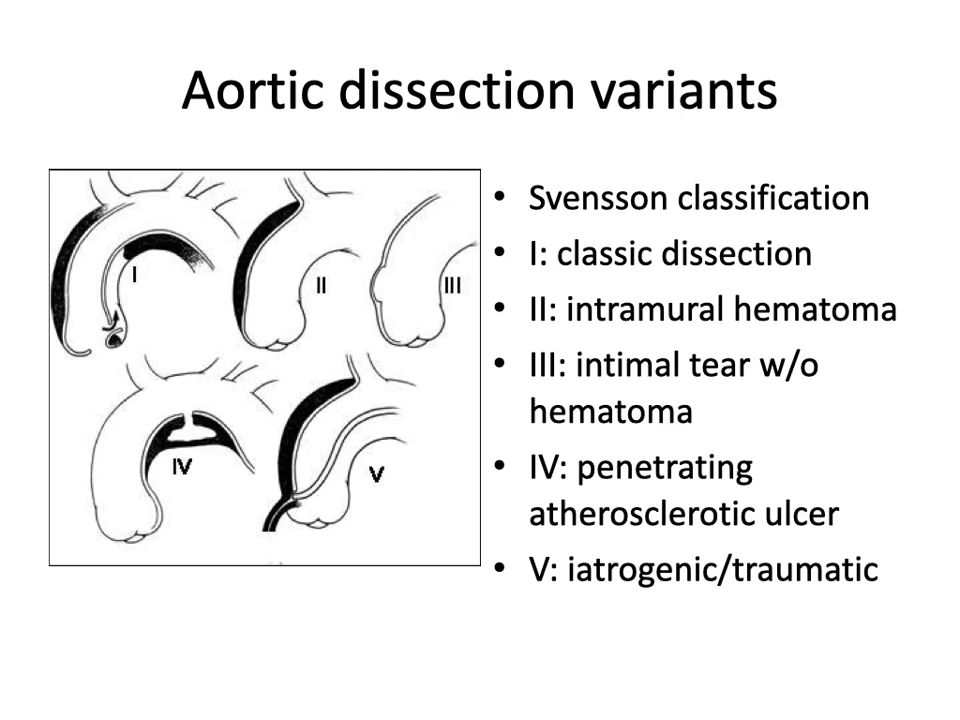 Aortic dissection variants
I
II
III
IV
V
• Svensson classification
• I: classic dissection
• II: intramural hematoma
• III: intimal tear w/o
hematoma
• IV: penetrating
atherosclerotic ulcer
• V: iatrogenic/traumatic